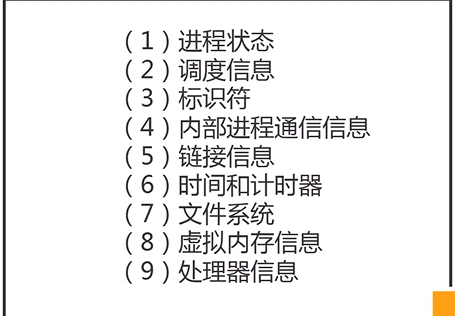 （1）进程状态
（2）调度信息
（3）标识符
（4）内部进程通信信息
（5）链接信息
（6）时间和计时器
（7）文件系统
（8）虚拟内存信息
（9）处理器信息